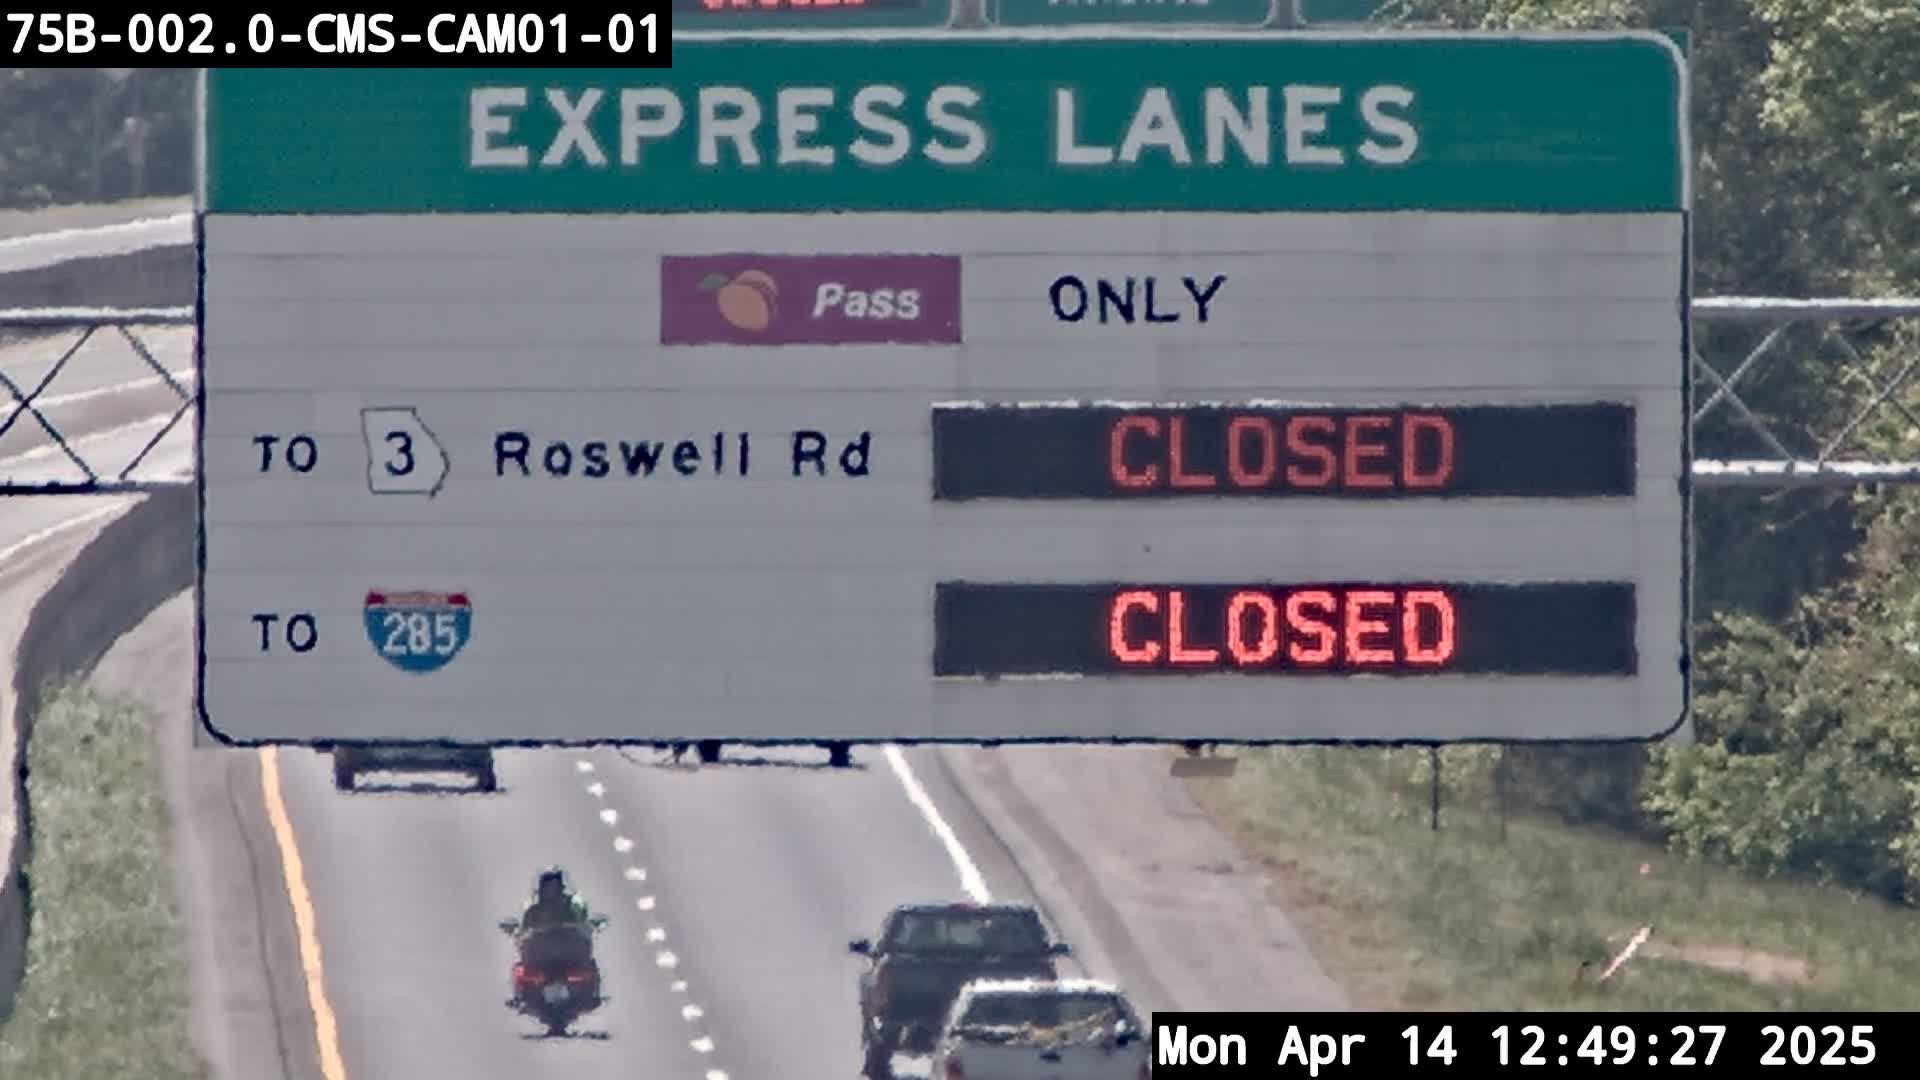 75B-002.0-CMS-CAM01-01
EXPRESS LANES
Pass ONLY
TO 3 Roswell Rd CLOSED
TO 285 CLOSED
Mon Apr 14 12:49:27 2025